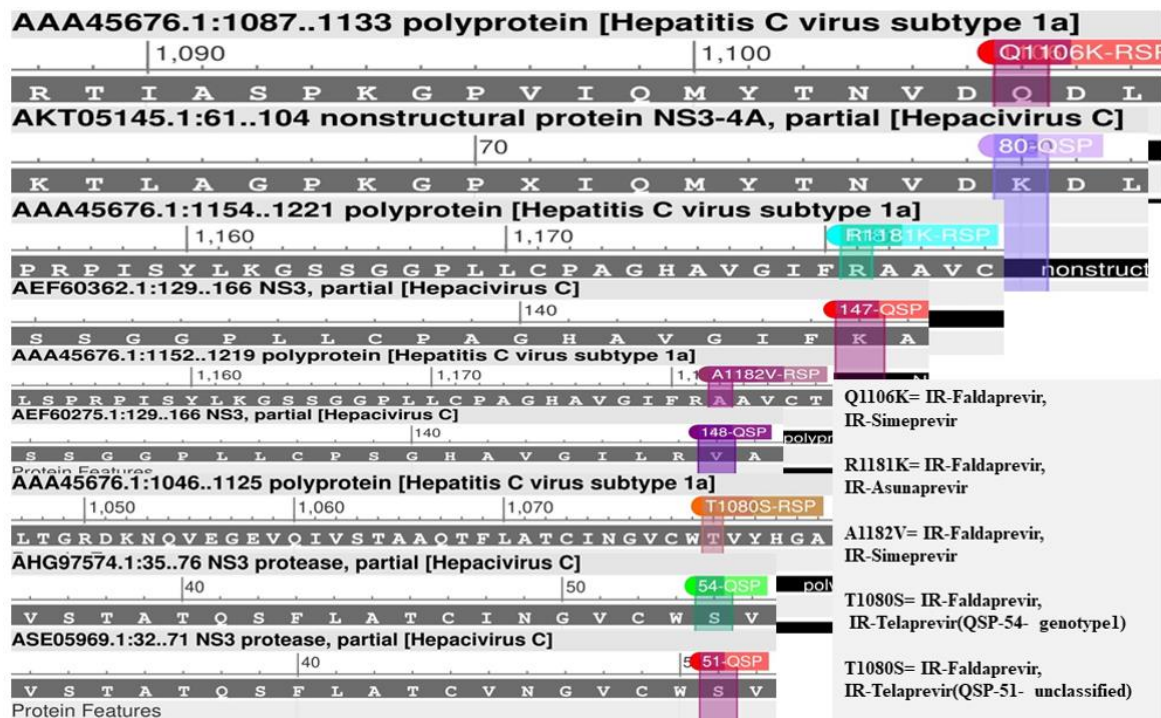 AAA45676.1:1087..1133 polyprotein [Hepatitis C virus subtype 1a]
1,090 1,100 Q1106K-RSP
R T I A S P K G P V I Q M Y T N V D Q D L
AKT05145.1:61..104 nonstructural protein NS3-4A, partial [Hepacivirus C]
70 80-QSP
K T L A G P K G P X I Q M Y T N V D K D L
AAA45676.1:1154..1221 polyprotein [Hepatitis C virus subtype 1a]
1,160 1,170 R1181K-RSP
P R P I S Y L K G S S G G P L L C P A G H A V G I F R A A V C nonstruct
AEF60362.1:129..166 NS3, partial [Hepacivirus C]
140 147-QSP
S S G G P L L C P A G H A V G I F K A
AAA45676.1:1152..1219 polyprotein [Hepatitis C virus subtype 1a]
1,160 1,170 A1182V-RSP
L S P R P I S Y L K G S S G G P L L C P A G H A V G I F R A A V C T
AEF60275.1:129..166 NS3, partial [Hepacivirus C]
140 148-QSP polypr
S S G G P L L C P S G H A V G I L R V A
Protein Features
AAA45676.1:1046..1125 polyprotein [Hepatitis C virus subtype 1a]
1,050 1,060 1,070 T1080S-RSP
L T G R D K N Q V E G E V Q I V S T A A Q T F L A T C I N G V C W T V Y H G A
AHG97574.1:35..76 NS3 protease, partial [Hepacivirus C]
40 50 54-QSP poly
V S T A T Q S F L A T C I N G V C W S V
ASE05969.1:32..71 NS3 protease, partial [Hepacivirus C]
40 51-QSP
V S T A T Q S F L A T C V N G V C W S V
Protein Features
Q1106K= IR-Faldaprevir,
IR-Simeprevir
R1181K= IR-Faldaprevir,
IR-Asunaprevir
A1182V= IR-Faldaprevir,
IR-Simeprevir
T1080S= IR-Faldaprevir,
IR-Telaprevir(QSP-54- genotype1)
T1080S= IR-Faldaprevir,
IR-Telaprevir(QSP-51- unclassified)